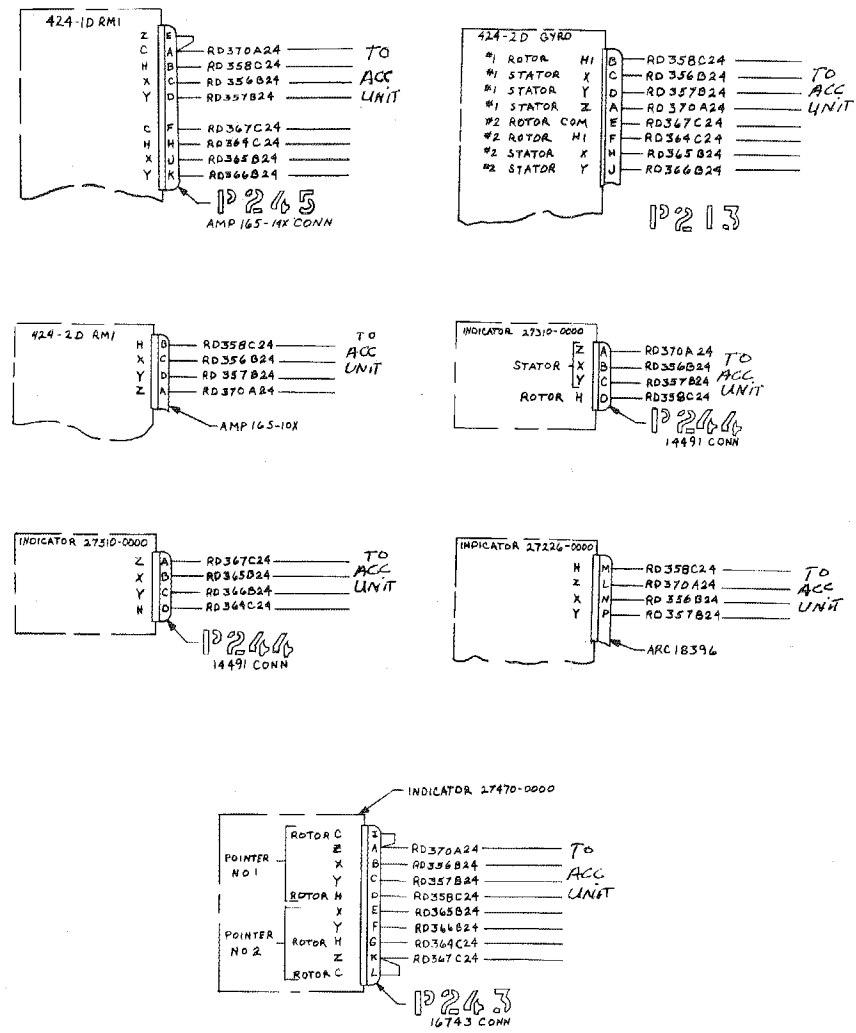 424-1D RMI
Z E
C A RD370A24 TO
H B RD358C24 ACC
X C RD356B24 UNIT
Y D RD357B24
C F RD367C24
H H RD364C24
X J RD365B24
Y K RD366B24
P245
AMP 165-14X CONN
424-2D GYRO
#1 ROTOR HI B RD358C24
#1 STATOR X C RD356B24 TO
#1 STATOR Y D RD357B24 ACC
#1 STATOR Z A RD370A24 UNIT
#2 ROTOR COM E RD367C24
#2 ROTOR HI F RD364C24
#2 STATOR X H RD365B24
#2 STATOR Y J RD366B24
P213
424-2D RMI
H B RD358C24 TO
X C RD356B24 ACC
Y D RD357B24 UNIT
Z A RD370A24
AMP 165-10X
INDICATOR 27310-0000
Z A RD370A24 TO
STATOR X B RD356B24 ACC
Y C RD357B24 UNIT
ROTOR H D RD358C24
P244
14491 CONN
INDICATOR 27310-0000
Z A RD367C24 TO
X B RD365B24 ACC
Y C RD366B24 UNIT
H D RD364C24
P244
14491 CONN
INDICATOR 27226-0000
H M RD358C24 TO
Z L RD370A24 ACC
X N RD356B24 UNIT
Y P RD357B24
ARC 18396
INDICATOR 27470-0000
ROTOR C I
Z A RD370A24 TO
POINTER NO 1 X B RD356B24 ACC
Y C RD357B24 UNIT
ROTOR H D RD358C24
X E RD365B24
Y F RD366B24
POINTER NO 2 ROTOR H G RD364C24
Z K RD367C24
ROTOR C L
P243
16743 CONN